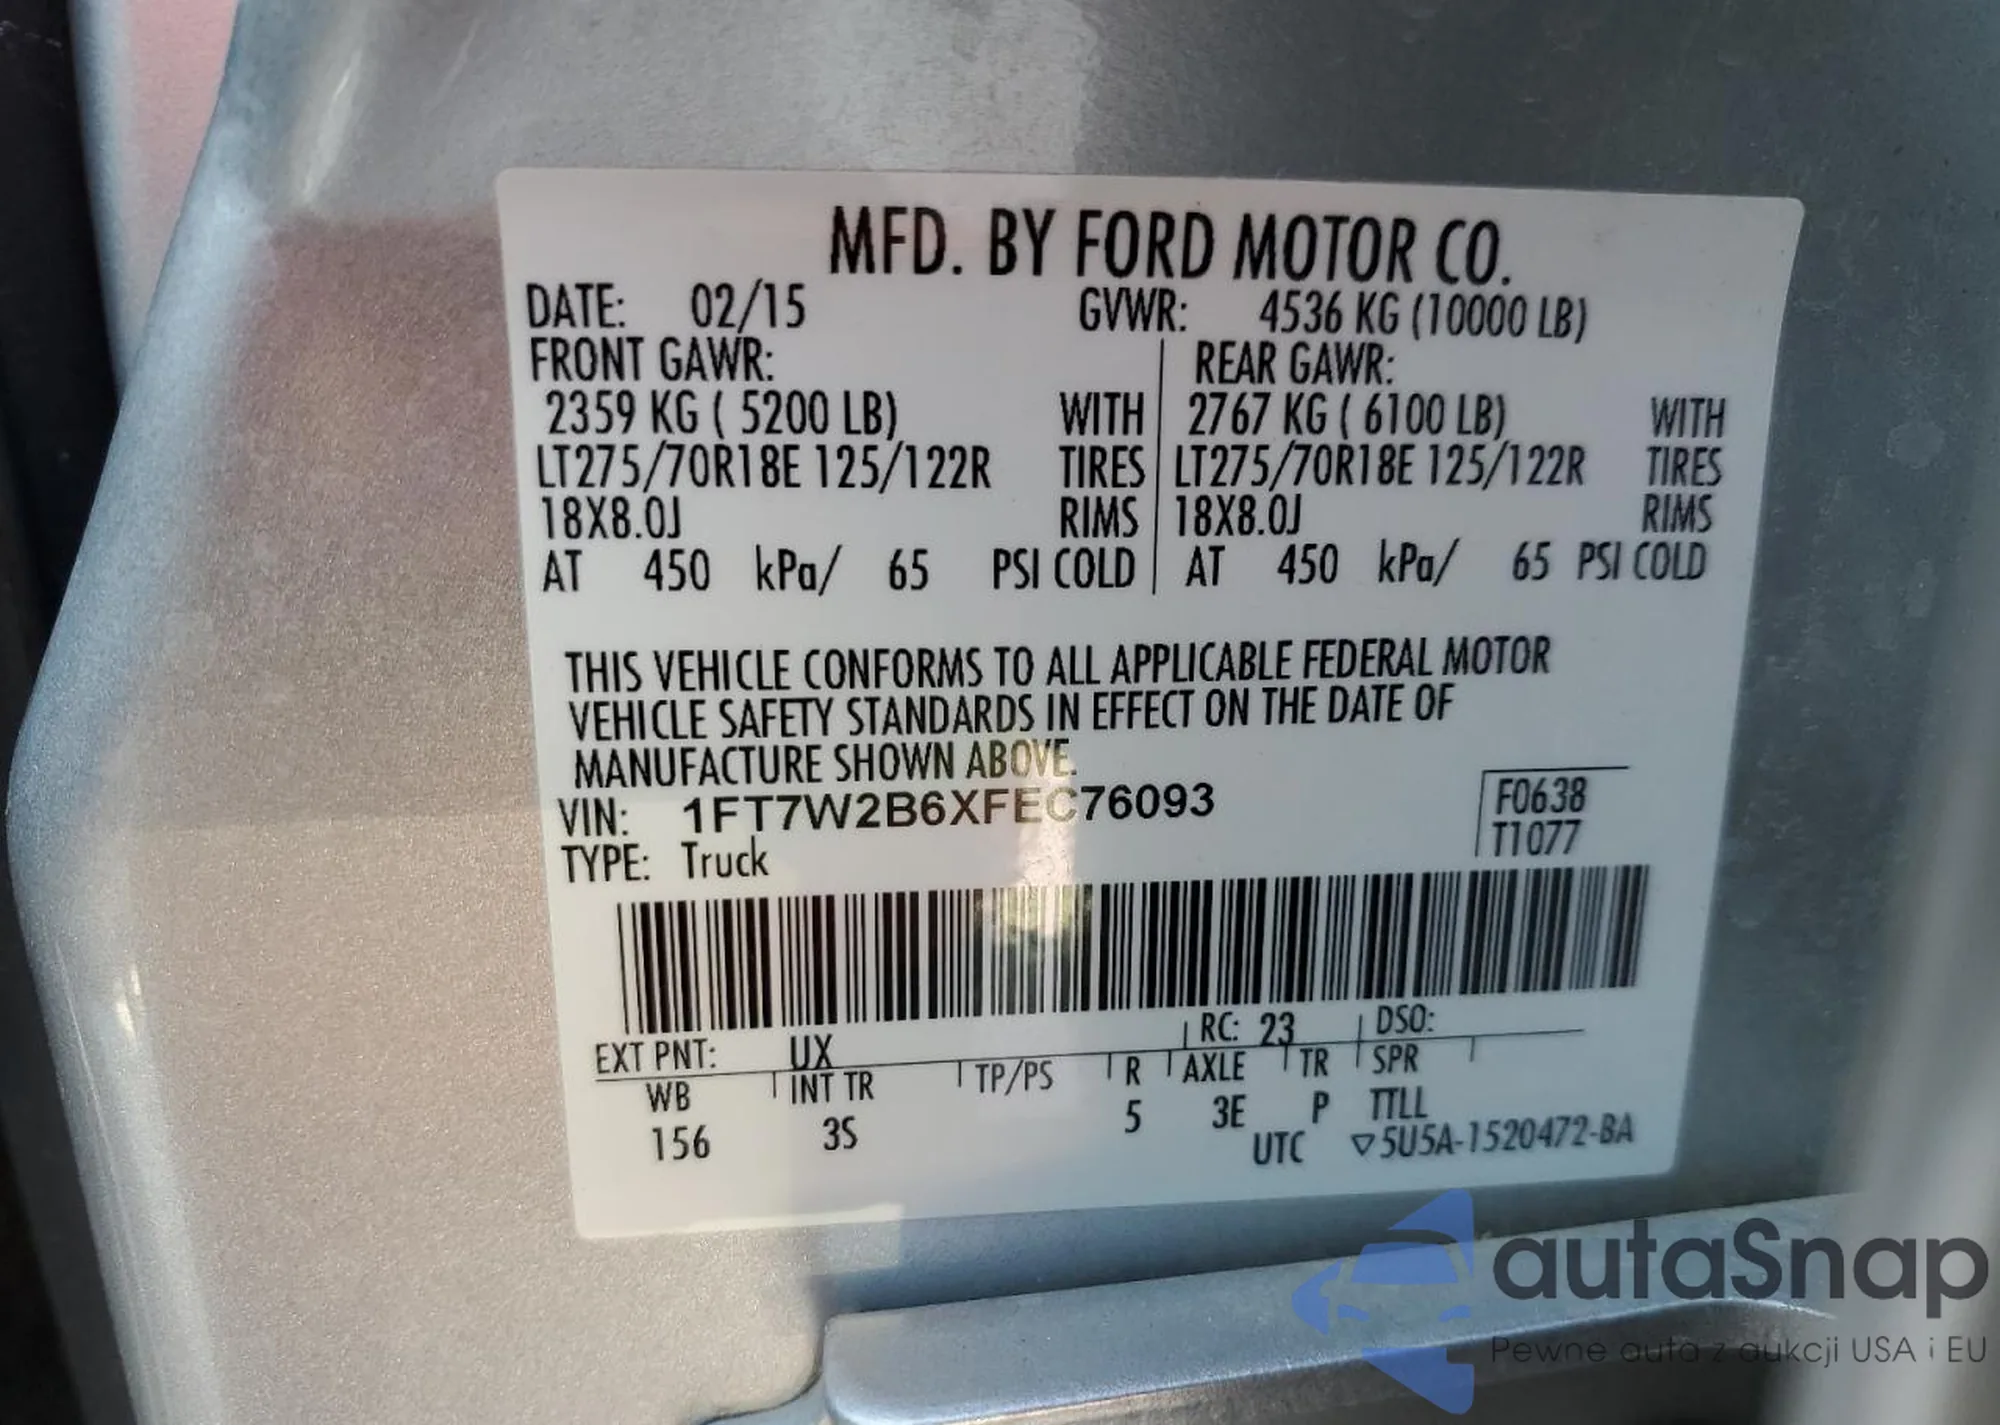 MFD. BY FORD MOTOR CO.
DATE: 02/15 GVWR: 4536 KG (10000 LB)
FRONT GAWR: REAR GAWR:
2359 KG ( 5200 LB) WITH 2767 KG ( 6100 LB) WITH
LT275/70R18E 125/122R TIRES LT275/70R18E 125/122R TIRES
18X8.0J RIMS 18X8.0J RIMS
AT 450 kPa/ 65 PSI COLD AT 450 kPa/ 65 PSI COLD
THIS VEHICLE CONFORMS TO ALL APPLICABLE FEDERAL MOTOR
VEHICLE SAFETY STANDARDS IN EFFECT ON THE DATE OF
MANUFACTURE SHOWN ABOVE.
VIN: 1FT7W2B6XFEC76093 F0638
TYPE: Truck T1077
EXT PNT: UX RC: 23 DSO:
WB INT TR TP/PS R AXLE TR SPR
156 3S 5 3E P TTLL
UTC ▽5U5A-1520472-BA
autaSnap
Pewne auta z aukcji USA i EU